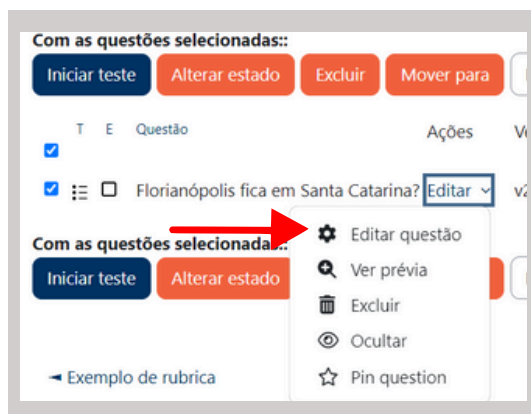 Com as questões selecionadas::
Iniciar teste Alterar estado Excluir Mover para
T E Questão Ações
Florianópolis fica em Santa Catarina? Editar v2
Editar questão
Com as questões selecionadas::
Ver prévia
Iniciar teste Alterar estado
Excluir
Ocultar
◄ Exemplo de rubrica
Pin question